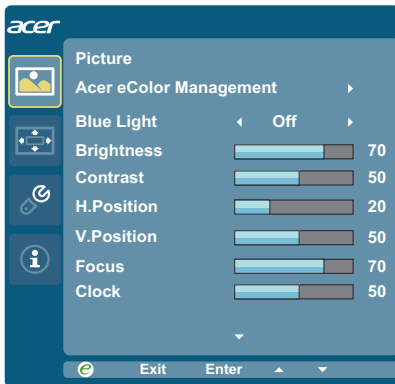 acer
Picture
Acer eColor Management
Blue Light Off
Brightness 70
Contrast 50
H.Position 20
V.Position 50
Focus 70
Clock 50
e Exit Enter